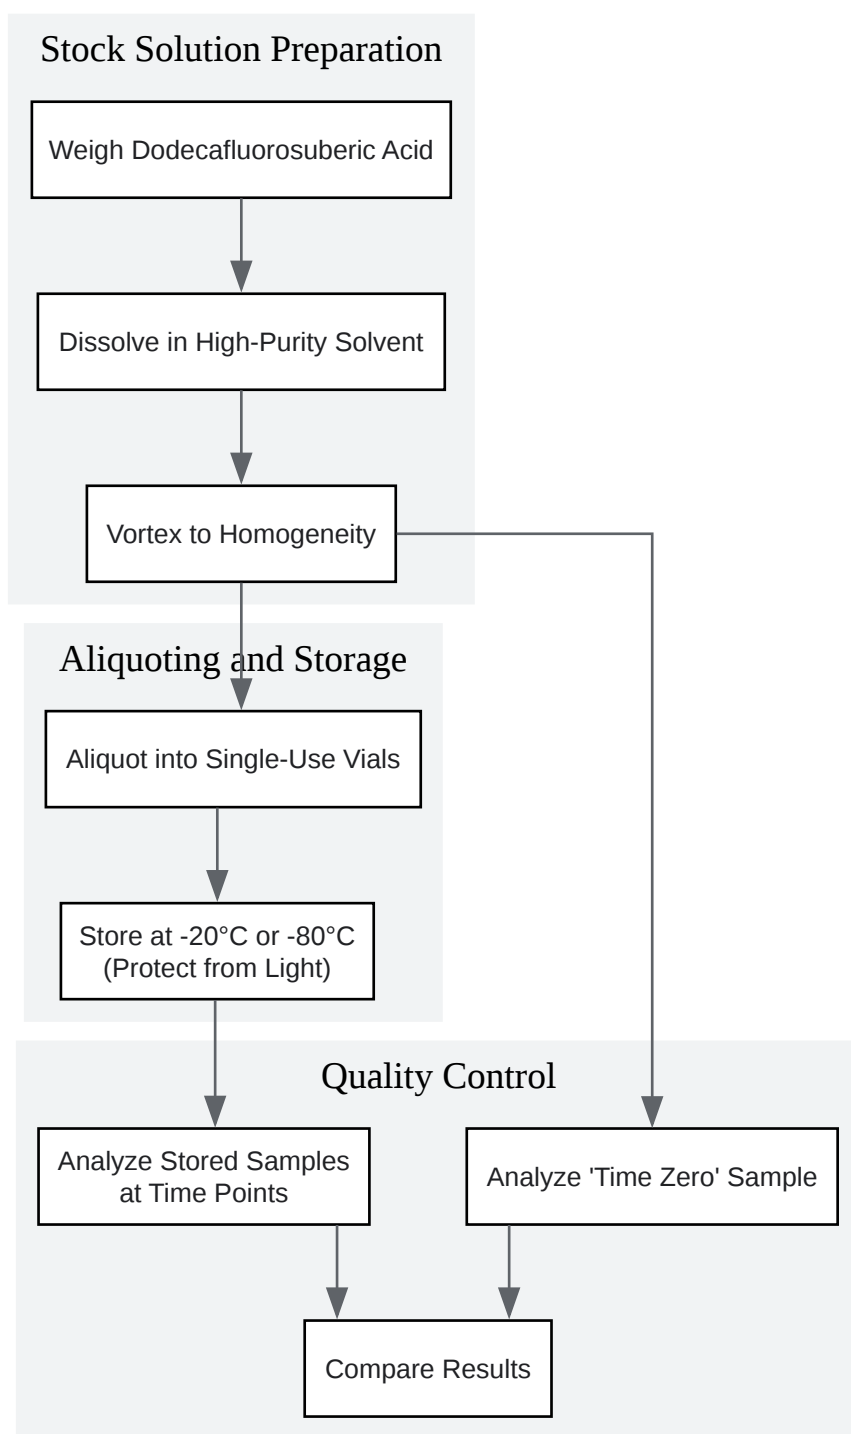 Stock Solution Preparation
Weigh Dodecafluorosuberic Acid
Dissolve in High-Purity Solvent
Vortex to Homogeneity
Aliquoting and Storage
Aliquot into Single-Use Vials
Store at -20°C or -80°C
(Protect from Light)
Quality Control
Analyze Stored Samples
at Time Points
Analyze 'Time Zero' Sample
Compare Results